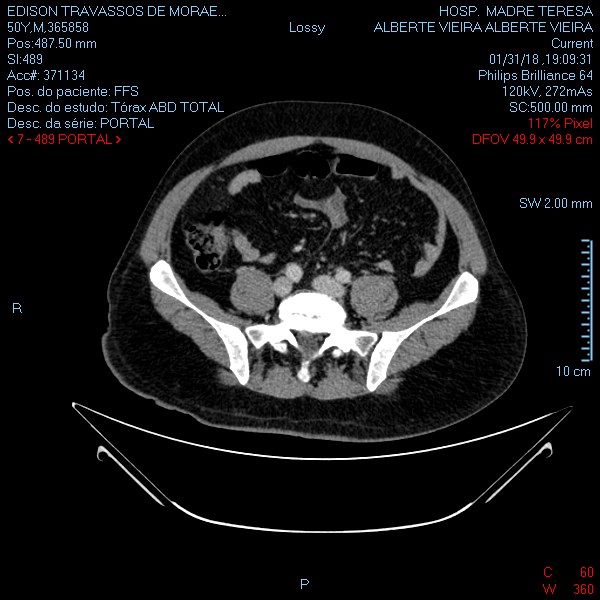 EDISON TRAVASSOS DE MORAE...
50Y,M,365858
Pos:487.50 mm
SI:489
Acc#: 371134
Pos. do paciente: FFS
Desc. do estudo: Tórax ABD TOTAL
Desc. da série: PORTAL
< 7 - 489 PORTAL >
Lossy
HOSP. MADRE TERESA
ALBERTE VIEIRA ALBERTE VIEIRA
Current
01/31/18 ,19:09:31
Philips Brilliance 64
120kV, 272mAs
SC:500.00 mm
117% Pixel
DFOV 49.9 x 49.9 cm
SW 2.00 mm
R
10 cm
P
C 60
W 360